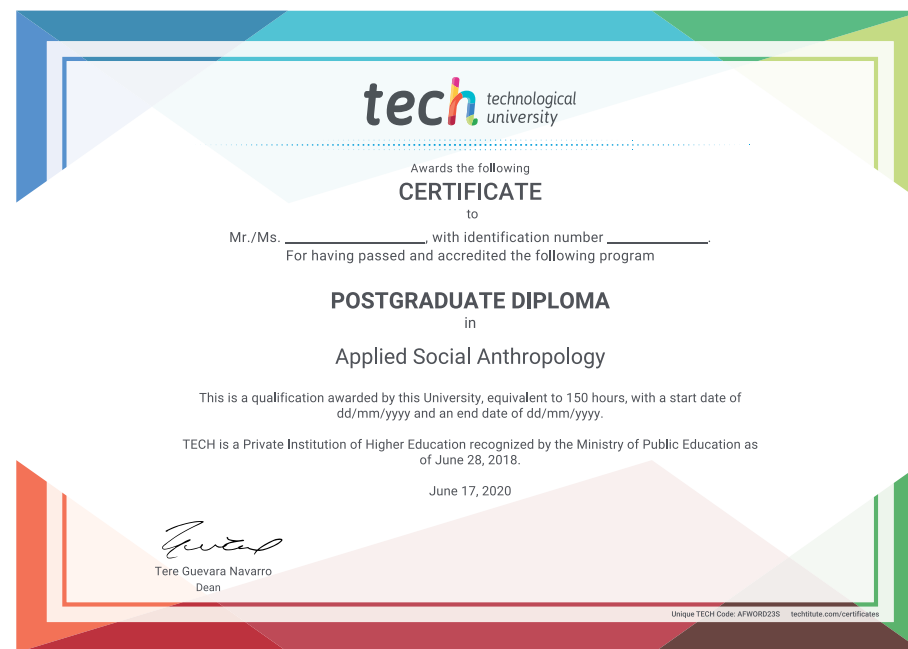 tech technological
university
Awards the following
CERTIFICATE
to
Mr./Ms. ____________________, with identification number ______________.
For having passed and accredited the following program
POSTGRADUATE DIPLOMA
in
Applied Social Anthropology
This is a qualification awarded by this University, equivalent to 150 hours, with a start date of
dd/mm/yyyy and an end date of dd/mm/yyyy.
TECH is a Private Institution of Higher Education recognized by the Ministry of Public Education as
of June 28, 2018.
June 17, 2020
Tere Guevara Navarro
Dean
Unique TECH Code: AFWORD23S techtitute.com/certificates